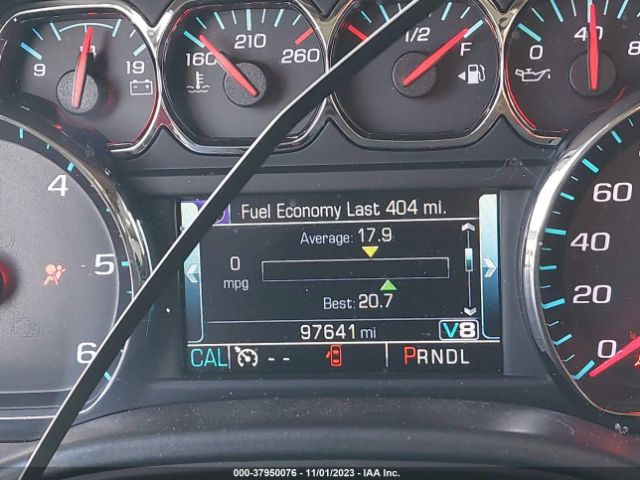 9 14 19
160 210 260
1/2 F
0 40 8
Fuel Economy Last 404 mi.
Average: 17.9
0
mpg
Best: 20.7
97641 mi V8
CAL -- PRNDL
4
5
6
60
40
20
0
000-37950076 - 11/01/2023 - IAA Inc.